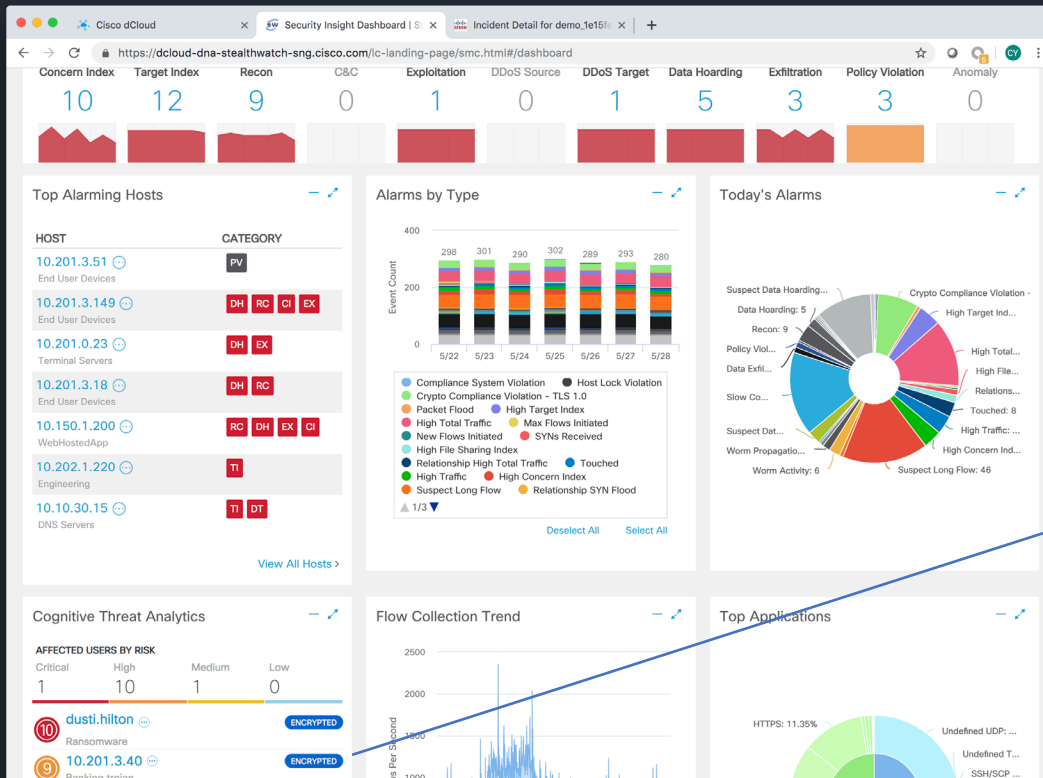 Cisco dCloud
Security Insight Dashboard | S
Incident Detail for demo_1e15f
https://dcloud-dna-stealthwatch-sng.cisco.com/lc-landing-page/smc.html#/dashboard
CY
5
Concern Index Target Index Recon C&C Exploitation DDoS Source DDoS Target Data Hoarding Exfiltration Policy Violation Anomaly
10 12 9 0 1 0 1 5 3 3 0
Top Alarming Hosts
HOST CATEGORY
10.201.3.51 PV
End User Devices
10.201.3.149 DH RC CI EX
End User Devices
10.201.0.23 DH EX
Terminal Servers
10.201.3.18 DH RC
End User Devices
10.150.1.200 RC DH EX CI
WebHostedApp
10.202.1.220 TI
Engineering
10.10.30.15 TI DT
DNS Servers
View All Hosts >
Alarms by Type
400
298 301 290 302 289 293 280
200
Event Count
0
5/22 5/23 5/24 5/25 5/26 5/27 5/28
Compliance System Violation Host Lock Violation
Crypto Compliance Violation - TLS 1.0
Packet Flood High Target Index
High Total Traffic Max Flows Initiated
New Flows Initiated SYNs Received
High File Sharing Index
Relationship High Total Traffic Touched
High Traffic High Concern Index
Suspect Long Flow Relationship SYN Flood
1/3
Deselect All Select All
Today's Alarms
Suspect Data Hoarding...
Crypto Compliance Violation -
Data Hoarding: 5
High Target Ind...
Recon: 9
Policy Viol...
High Total...
Data Exfil...
High File...
Relations...
Slow Co...
Touched: 8
High Traffic: ...
Suspect Dat...
High Concern Ind...
Worm Propagatio...
Worm Activity: 6
Suspect Long Flow: 46
Cognitive Threat Analytics
AFFECTED USERS BY RISK
Critical High Medium Low
1 10 1 0
10 dusti.hilton ENCRYPTED
Ransomware
9 10.201.3.40 ENCRYPTED
Banking trojan
Flow Collection Trend
2500
2000
1500
1000
Per Second
Top Applications
HTTPS: 11.35%
Undefined UDP: ...
Undefined T...
SSH/SCP ...